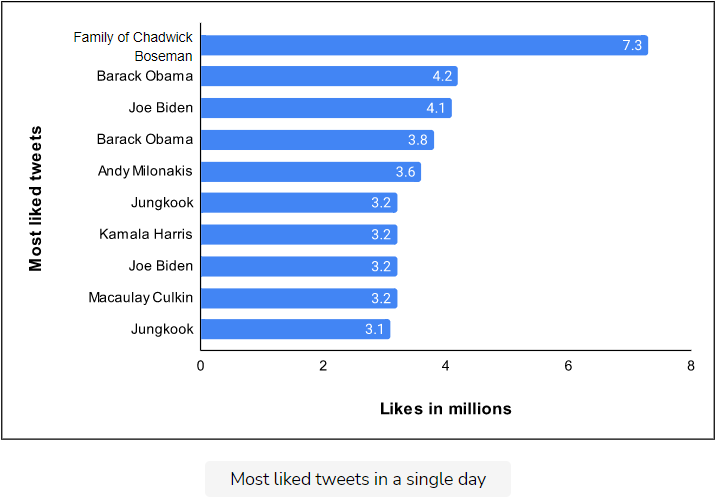 Most liked tweets
Family of Chadwick
Boseman
7.3
Barack Obama
4.2
Joe Biden
4.1
Barack Obama
3.8
Andy Milonakis
3.6
Jungkook
3.2
Kamala Harris
3.2
Joe Biden
3.2
Macaulay Culkin
3.2
Jungkook
3.1
0 2 4 6 8
Likes in millions
Most liked tweets in a single day